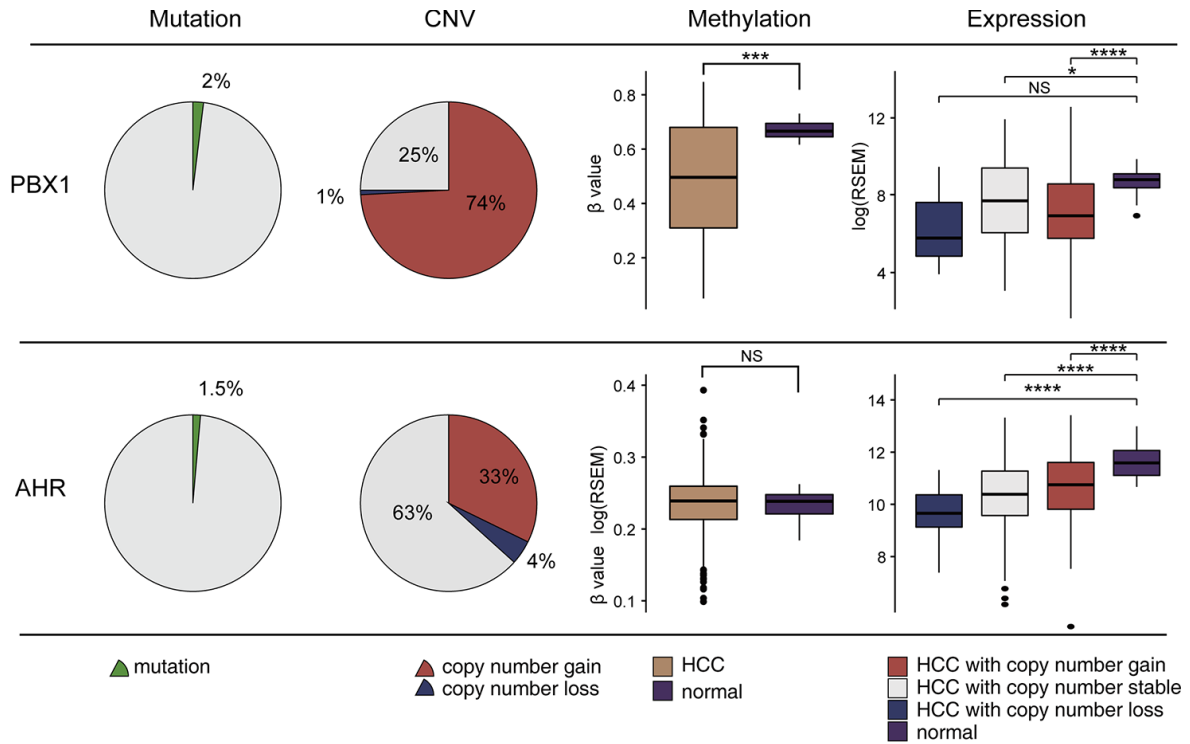 Mutation CNV Methylation Expression
PBX1
2%
25%
1%
74%
***
β value
0.8
0.6
0.4
0.2
****
*
NS
log(RSEM)
12
8
4
AHR
1.5%
33%
63%
4%
NS
β value log(RSEM)
0.4
0.3
0.2
0.1
****
****
****
14
12
10
8
mutation
copy number gain
copy number loss
HCC
normal
HCC with copy number gain
HCC with copy number stable
HCC with copy number loss
normal